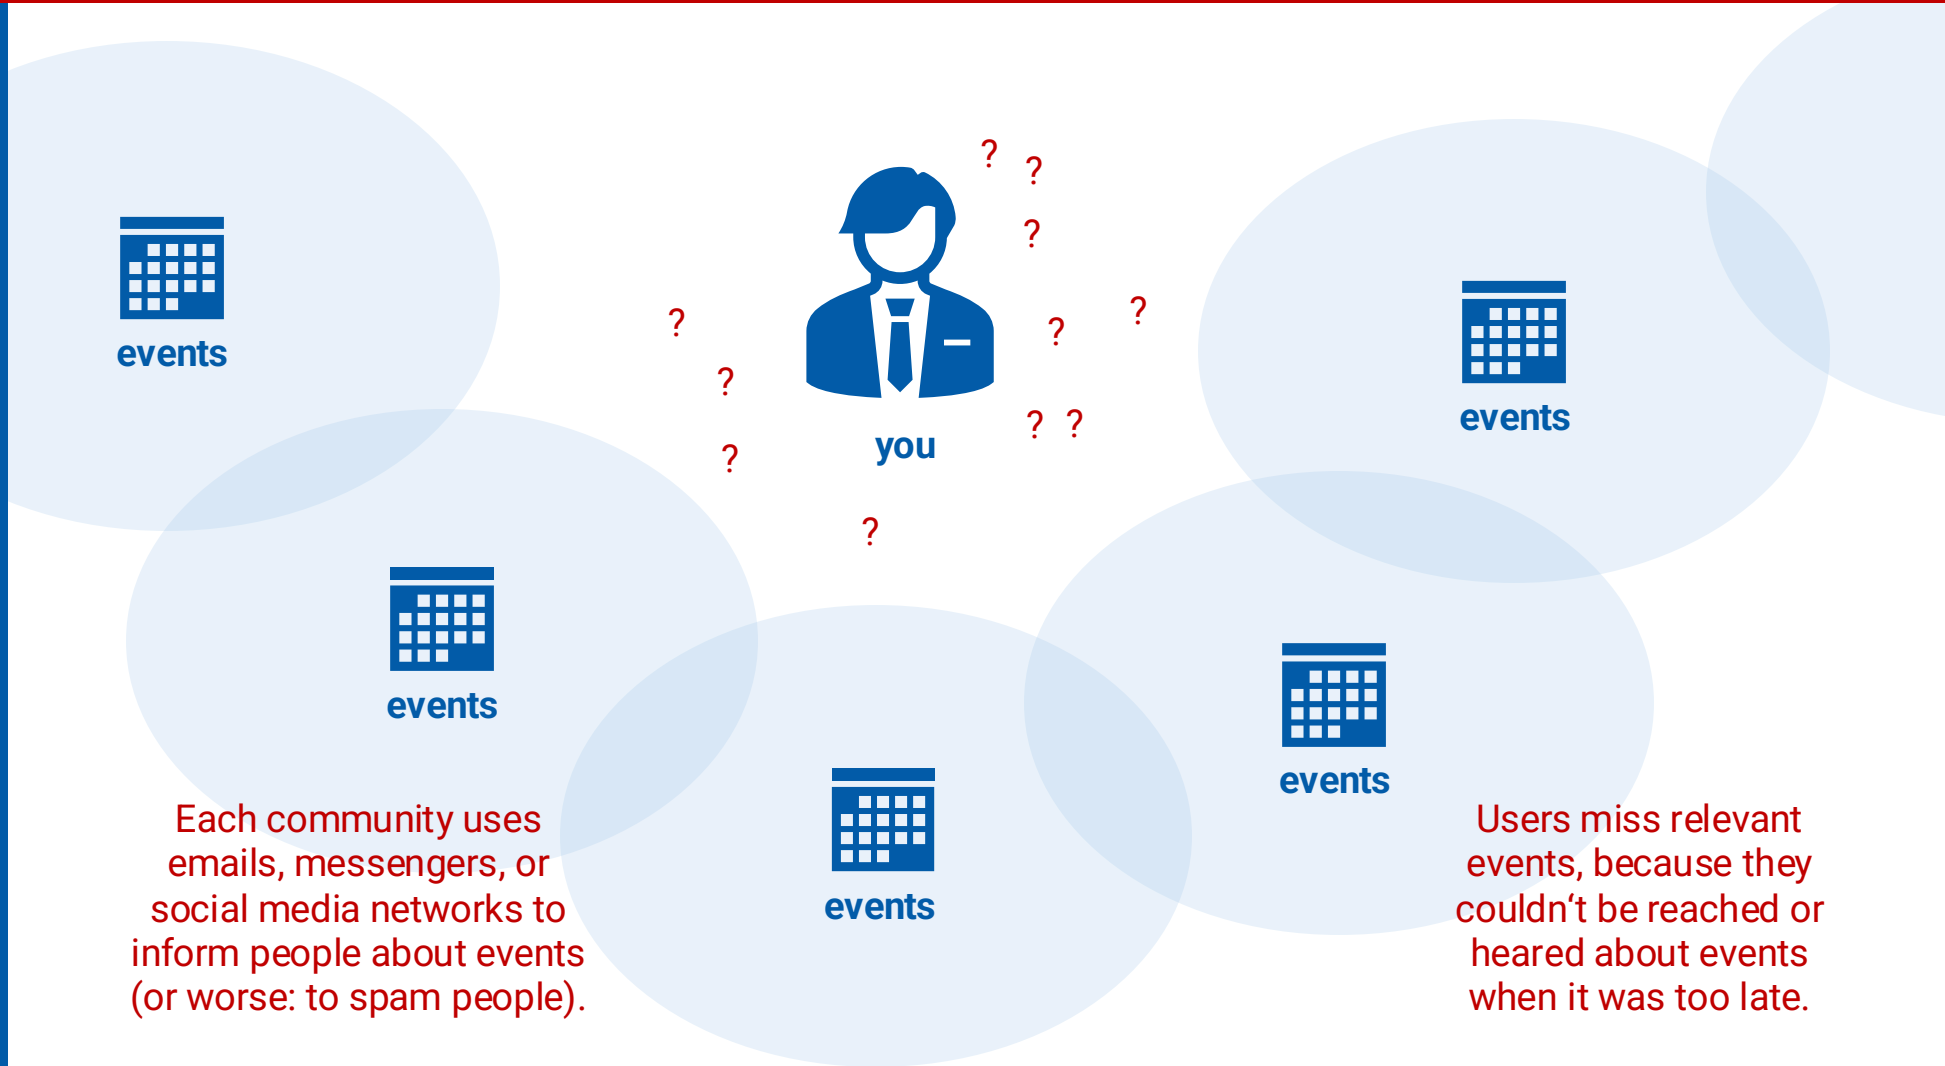 ?
?
?
?
?
?
events
?
you
? ?
events
?
?
events
events
events
Each community uses
emails, messengers, or
social media networks to
inform people about events
(or worse: to spam people).
events
Users miss relevant
events, because they
couldn‘t be reached or
heared about events
when it was too late.